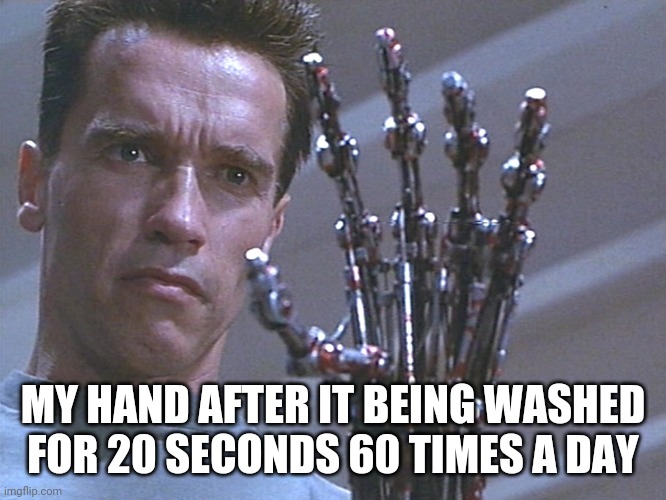 MY HAND AFTER IT BEING WASHED
FOR 20 SECONDS 60 TIMES A DAY
imgflip.com